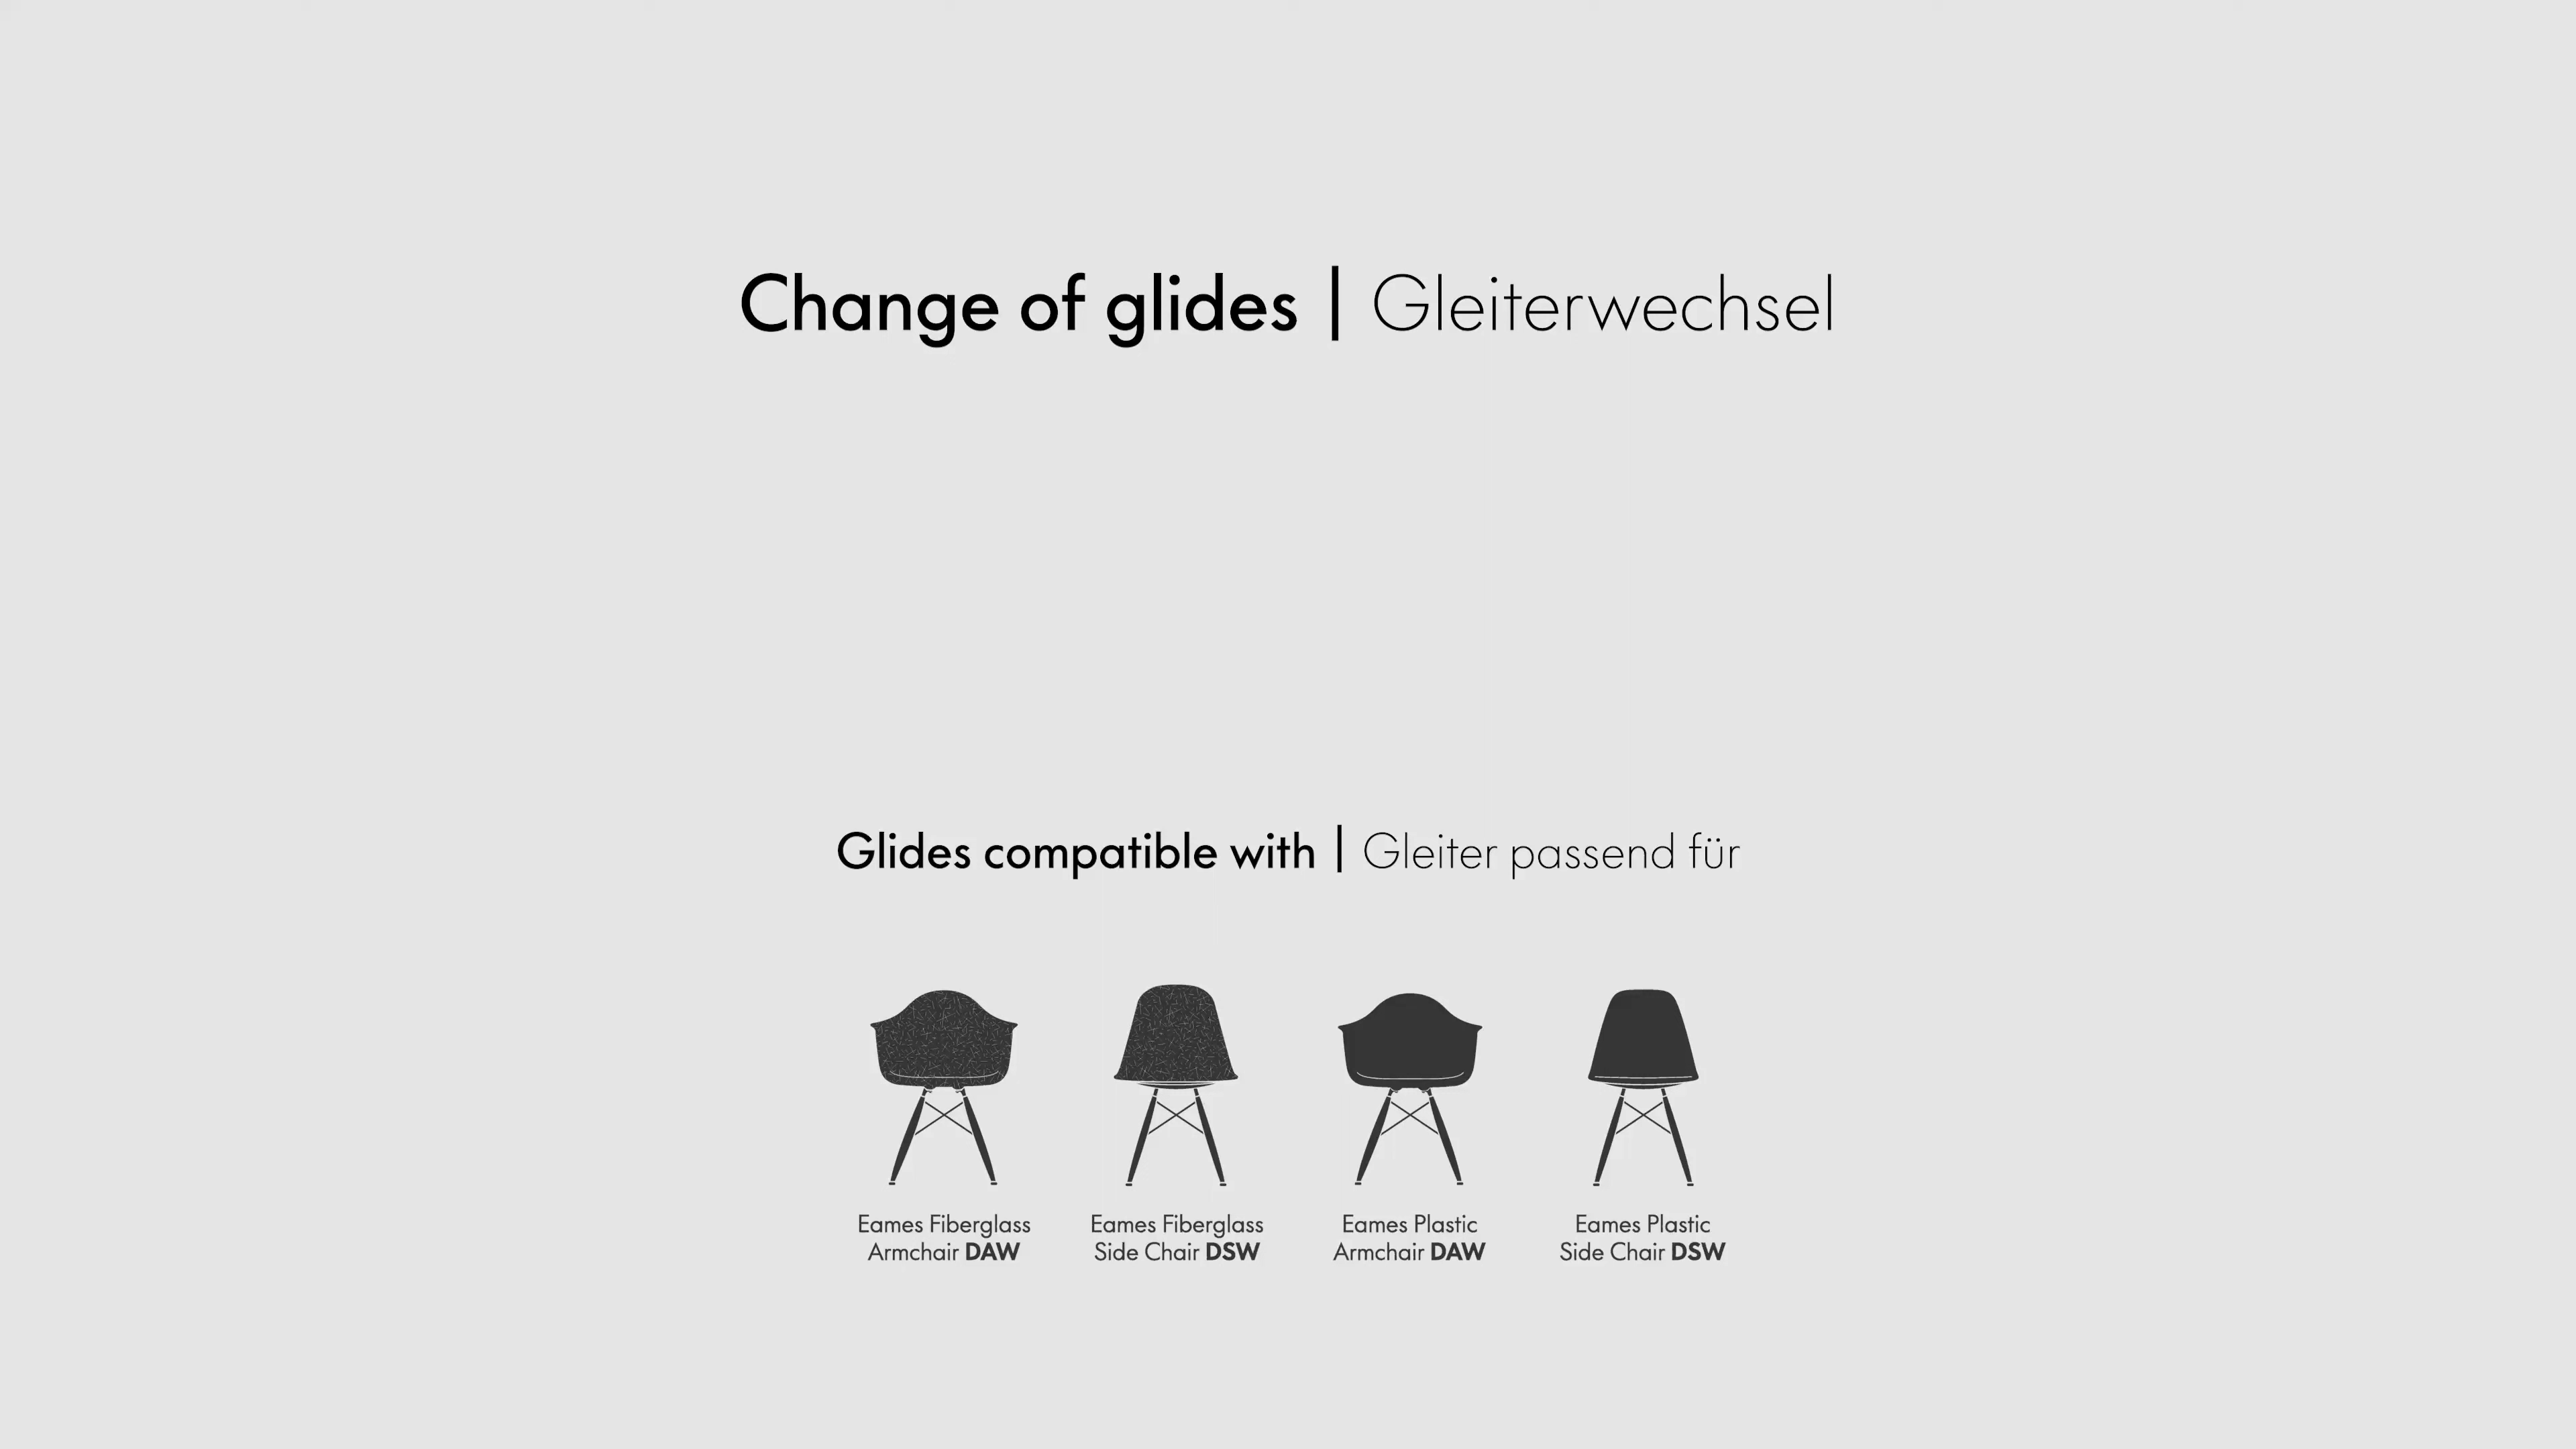 Change of glides | Gleiterwechsel
Glides compatible with | Gleiter passend für
Eames Fiberglass
Armchair DAW
Eames Fiberglass
Side Chair DSW
Eames Plastic
Armchair DAW
Eames Plastic
Side Chair DSW